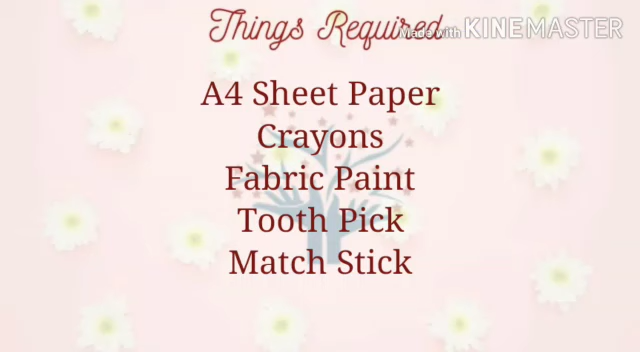 Things Required
Made with KINEMASTER
A4 Sheet Paper
Crayons
Fabric Paint
Tooth Pick
Match Stick